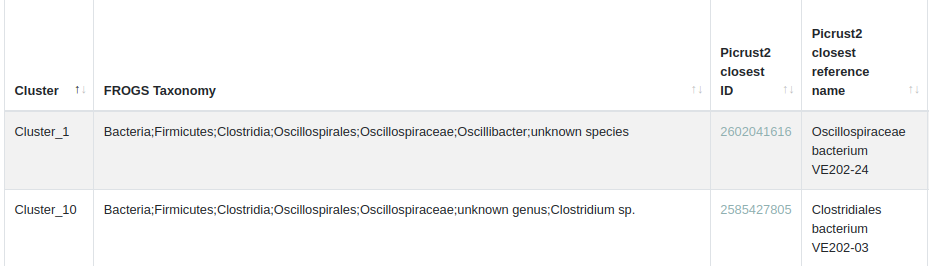 Cluster ↑↓ FROGS Taxonomy ↑↓ Picrust2 closest ID ↑↓ Picrust2 closest reference name ↑↓
Cluster_1 Bacteria;Firmicutes;Clostridia;Oscillospirales;Oscillospiraceae;Oscillibacter;unknown species 2602041616 Oscillospiraceae
bacterium
VE202-24
Cluster_10 Bacteria;Firmicutes;Clostridia;Oscillospirales;Oscillospiraceae;unknown genus;Clostridium sp. 2585427805 Clostridiales
bacterium
VE202-03